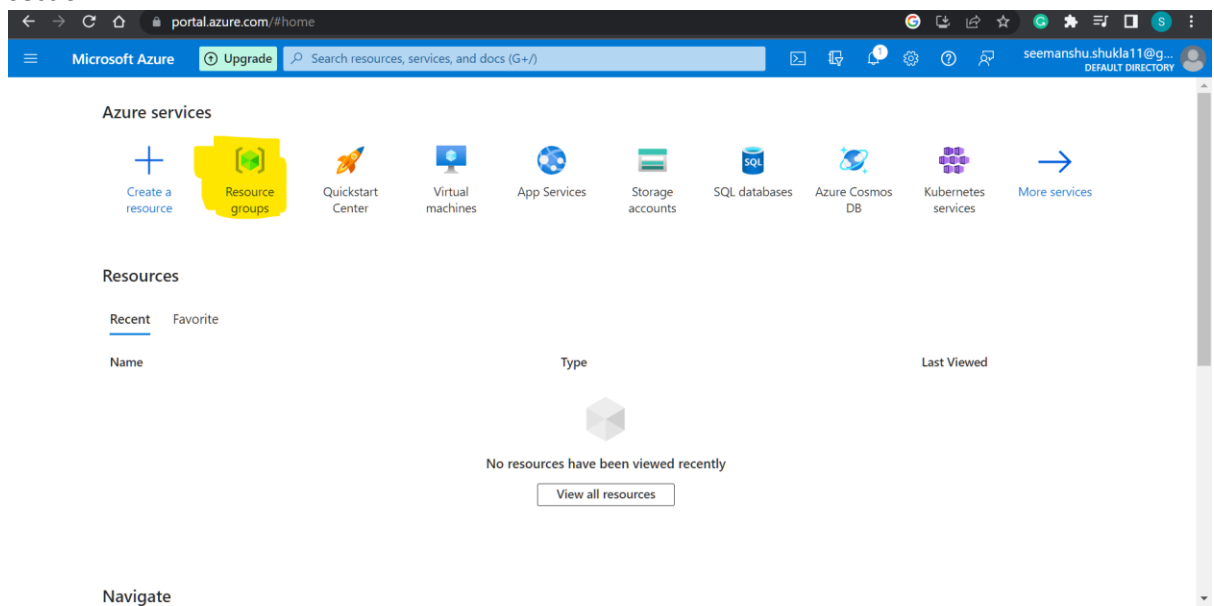 portal.azure.com/#home
S
Microsoft Azure
Upgrade
Search resources, services, and docs (G+/)
1
seemanshu.shukla11@g...
DEFAULT DIRECTORY
Azure services
Create a
resource
Resource
groups
Quickstart
Center
Virtual
machines
App Services
Storage
accounts
SQL
SQL databases
Azure Cosmos
DB
Kubernetes
services
More services
Resources
Recent Favorite
Name Type Last Viewed
No resources have been viewed recently
View all resources
Navigate